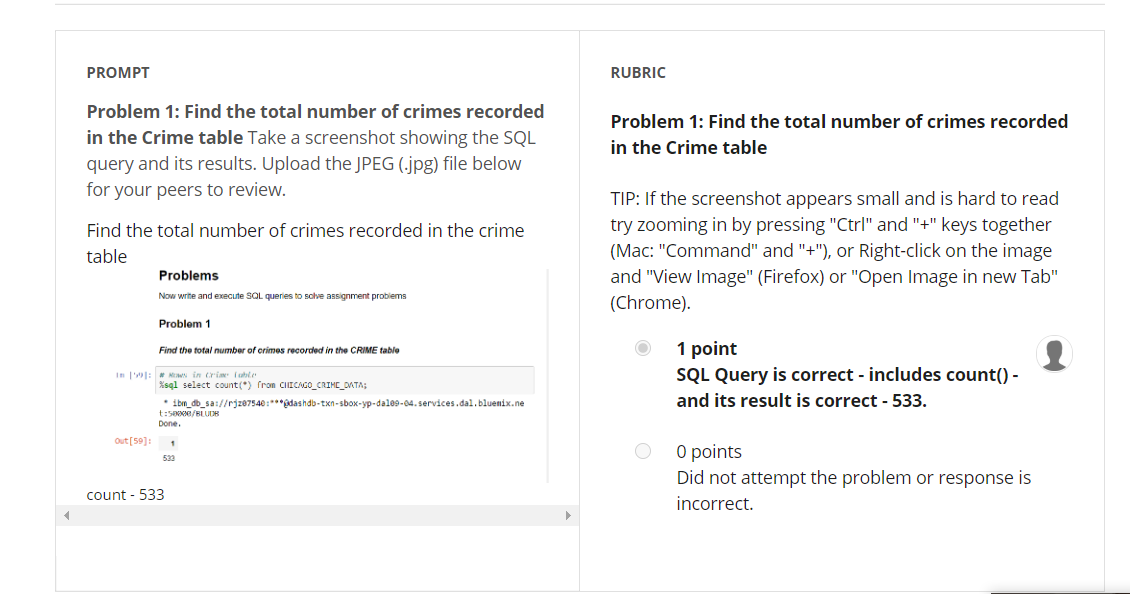 PROMPT
Problem 1: Find the total number of crimes recorded
in the Crime table Take a screenshot showing the SQL
query and its results. Upload the JPEG (.jpg) file below
for your peers to review.
Find the total number of crimes recorded in the crime
table
Problems
Now write and execute SQL queries to solve assignment problems
Problem 1
Find the total number of crimes recorded in the CRIME table
In [59]: # Rows in Crime table
%sql select count(*) from CHICAGO_CRIME_DATA;
* ibm_db_sa://rjz07540:***@dashdb-txn-sbox-yp-dal09-04.services.dal.bluemix.ne
t:50000/BLUDB
Done.
Out[59]: 1
533
count - 533
RUBRIC
Problem 1: Find the total number of crimes recorded
in the Crime table
TIP: If the screenshot appears small and is hard to read
try zooming in by pressing "Ctrl" and "+" keys together
(Mac: "Command" and "+"), or Right-click on the image
and "View Image" (Firefox) or "Open Image in new Tab"
(Chrome).
1 point
SQL Query is correct - includes count() -
and its result is correct - 533.
0 points
Did not attempt the problem or response is
incorrect.